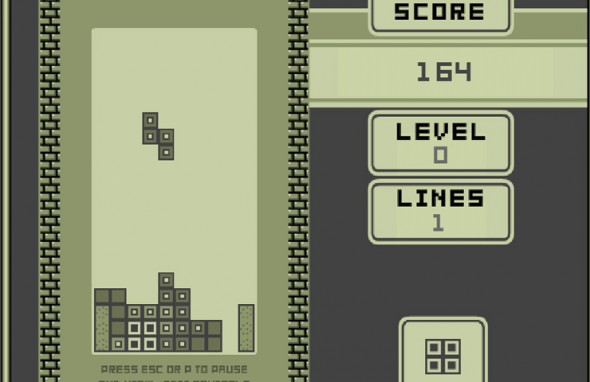 SCORE
164
LEVEL
0
LINES
1
PRESS ESC OR P TO PAUSE